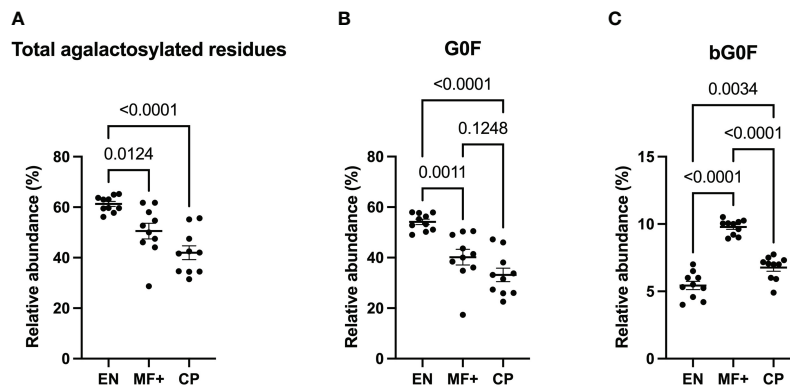 A
Total agalactosylated residues
<0.0001
0.0124
80
60
40
20
0
Relative abundance (%)
EN MF+ CP
B
G0F
<0.0001
0.1248
0.0011
80
60
40
20
0
Relative abundance (%)
EN MF+ CP
C
bG0F
0.0034
<0.0001
<0.0001
15
10
5
0
Relative abundance (%)
EN MF+ CP